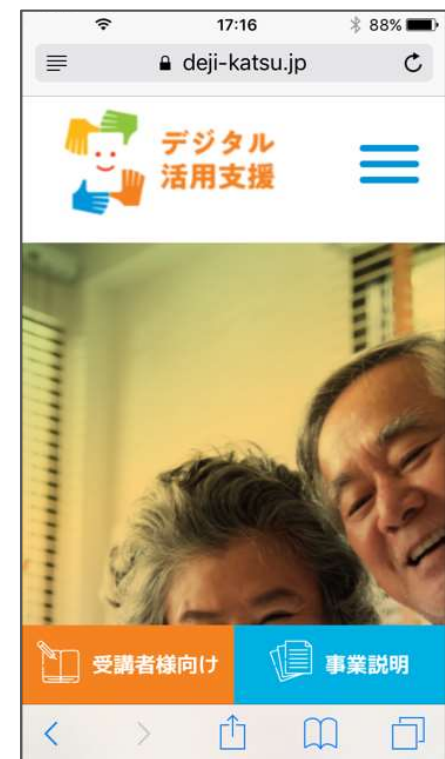 17:16
88%
deji-katsu.jp
デジタル
活用支援
受講者様向け
事業説明